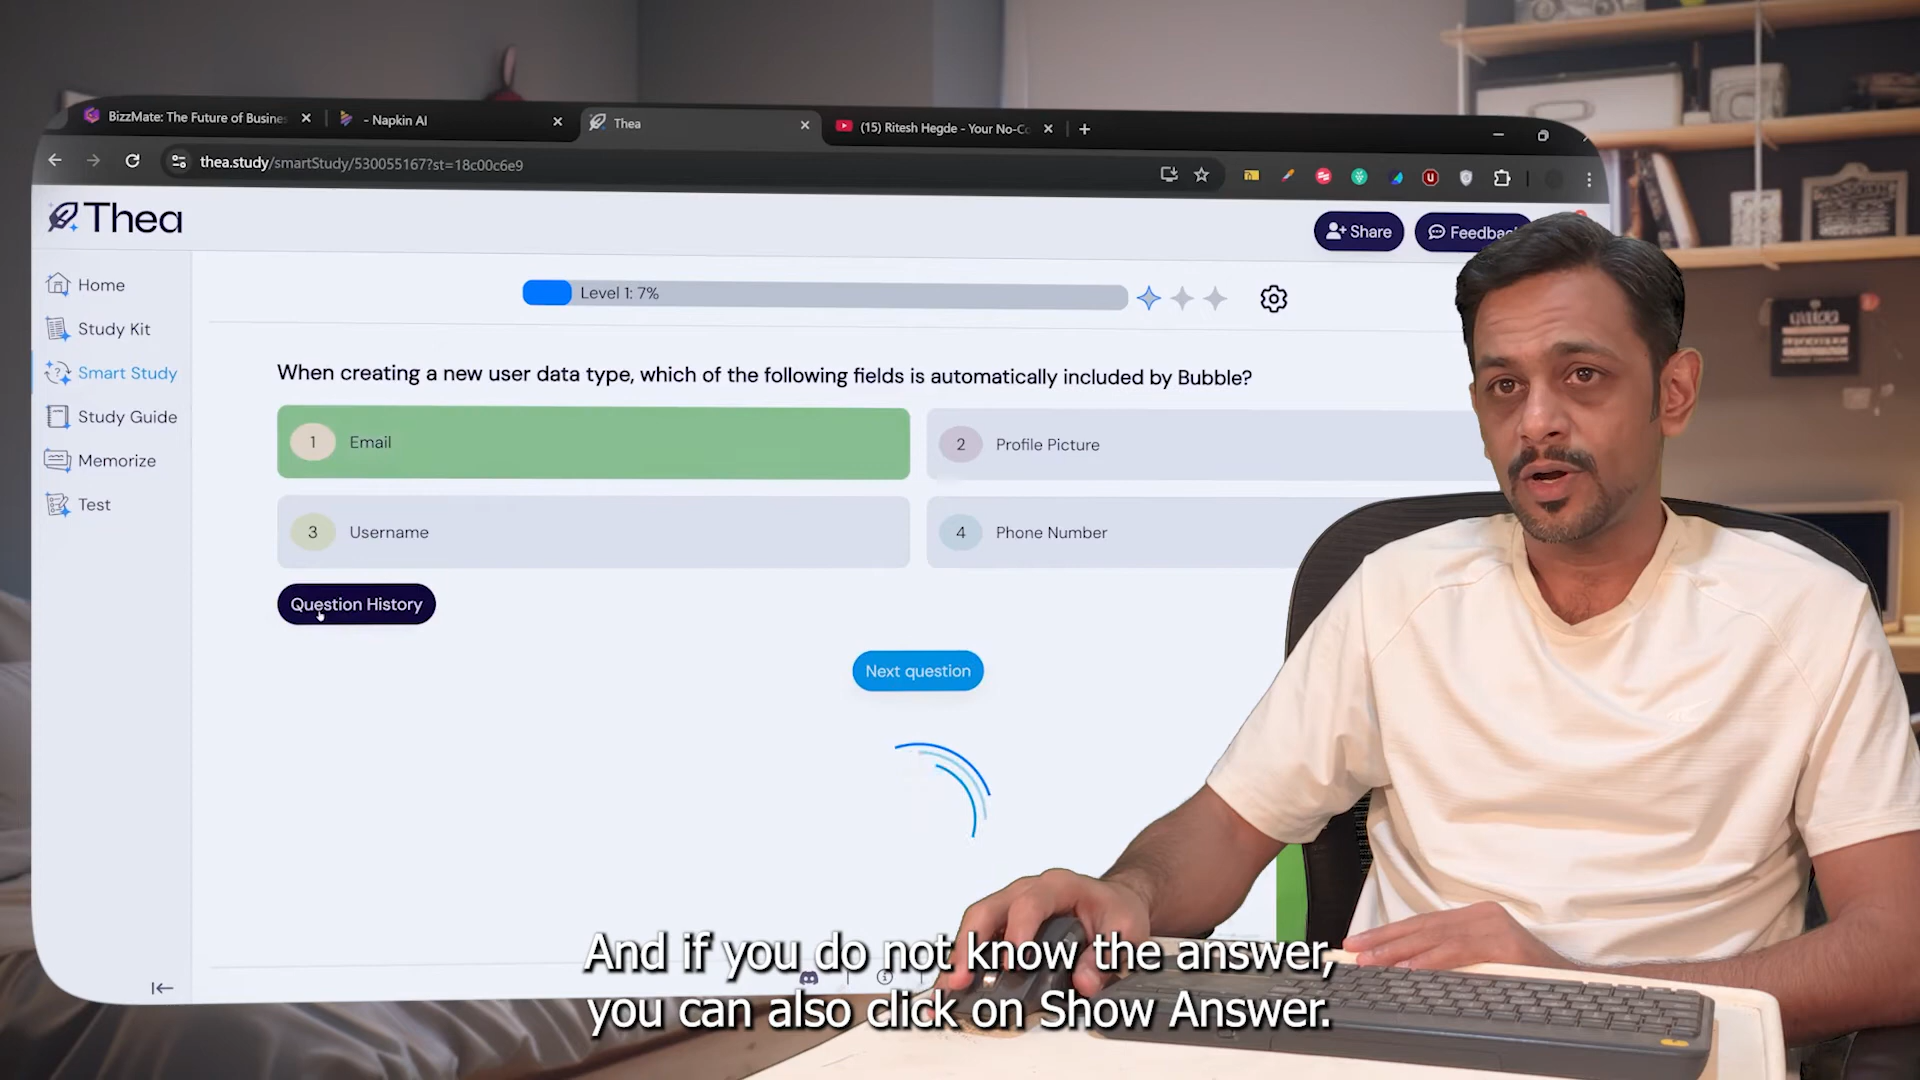 BizzMate: The Future of Busines
- Napkin AI
Thea
(15) Ritesh Hegde - Your No-Co
thea.study/smartStudy/530055167?st=18c00c6e9
Thea
Share
Feedbac
Home
Study Kit
Smart Study
Study Guide
Memorize
Test
Level 1: 7%
When creating a new user data type, which of the following fields is automatically included by Bubble?
1 Email
2 Profile Picture
3 Username
4 Phone Number
Question History
Next question
And if you do not know the answer,
you can also click on Show Answer.